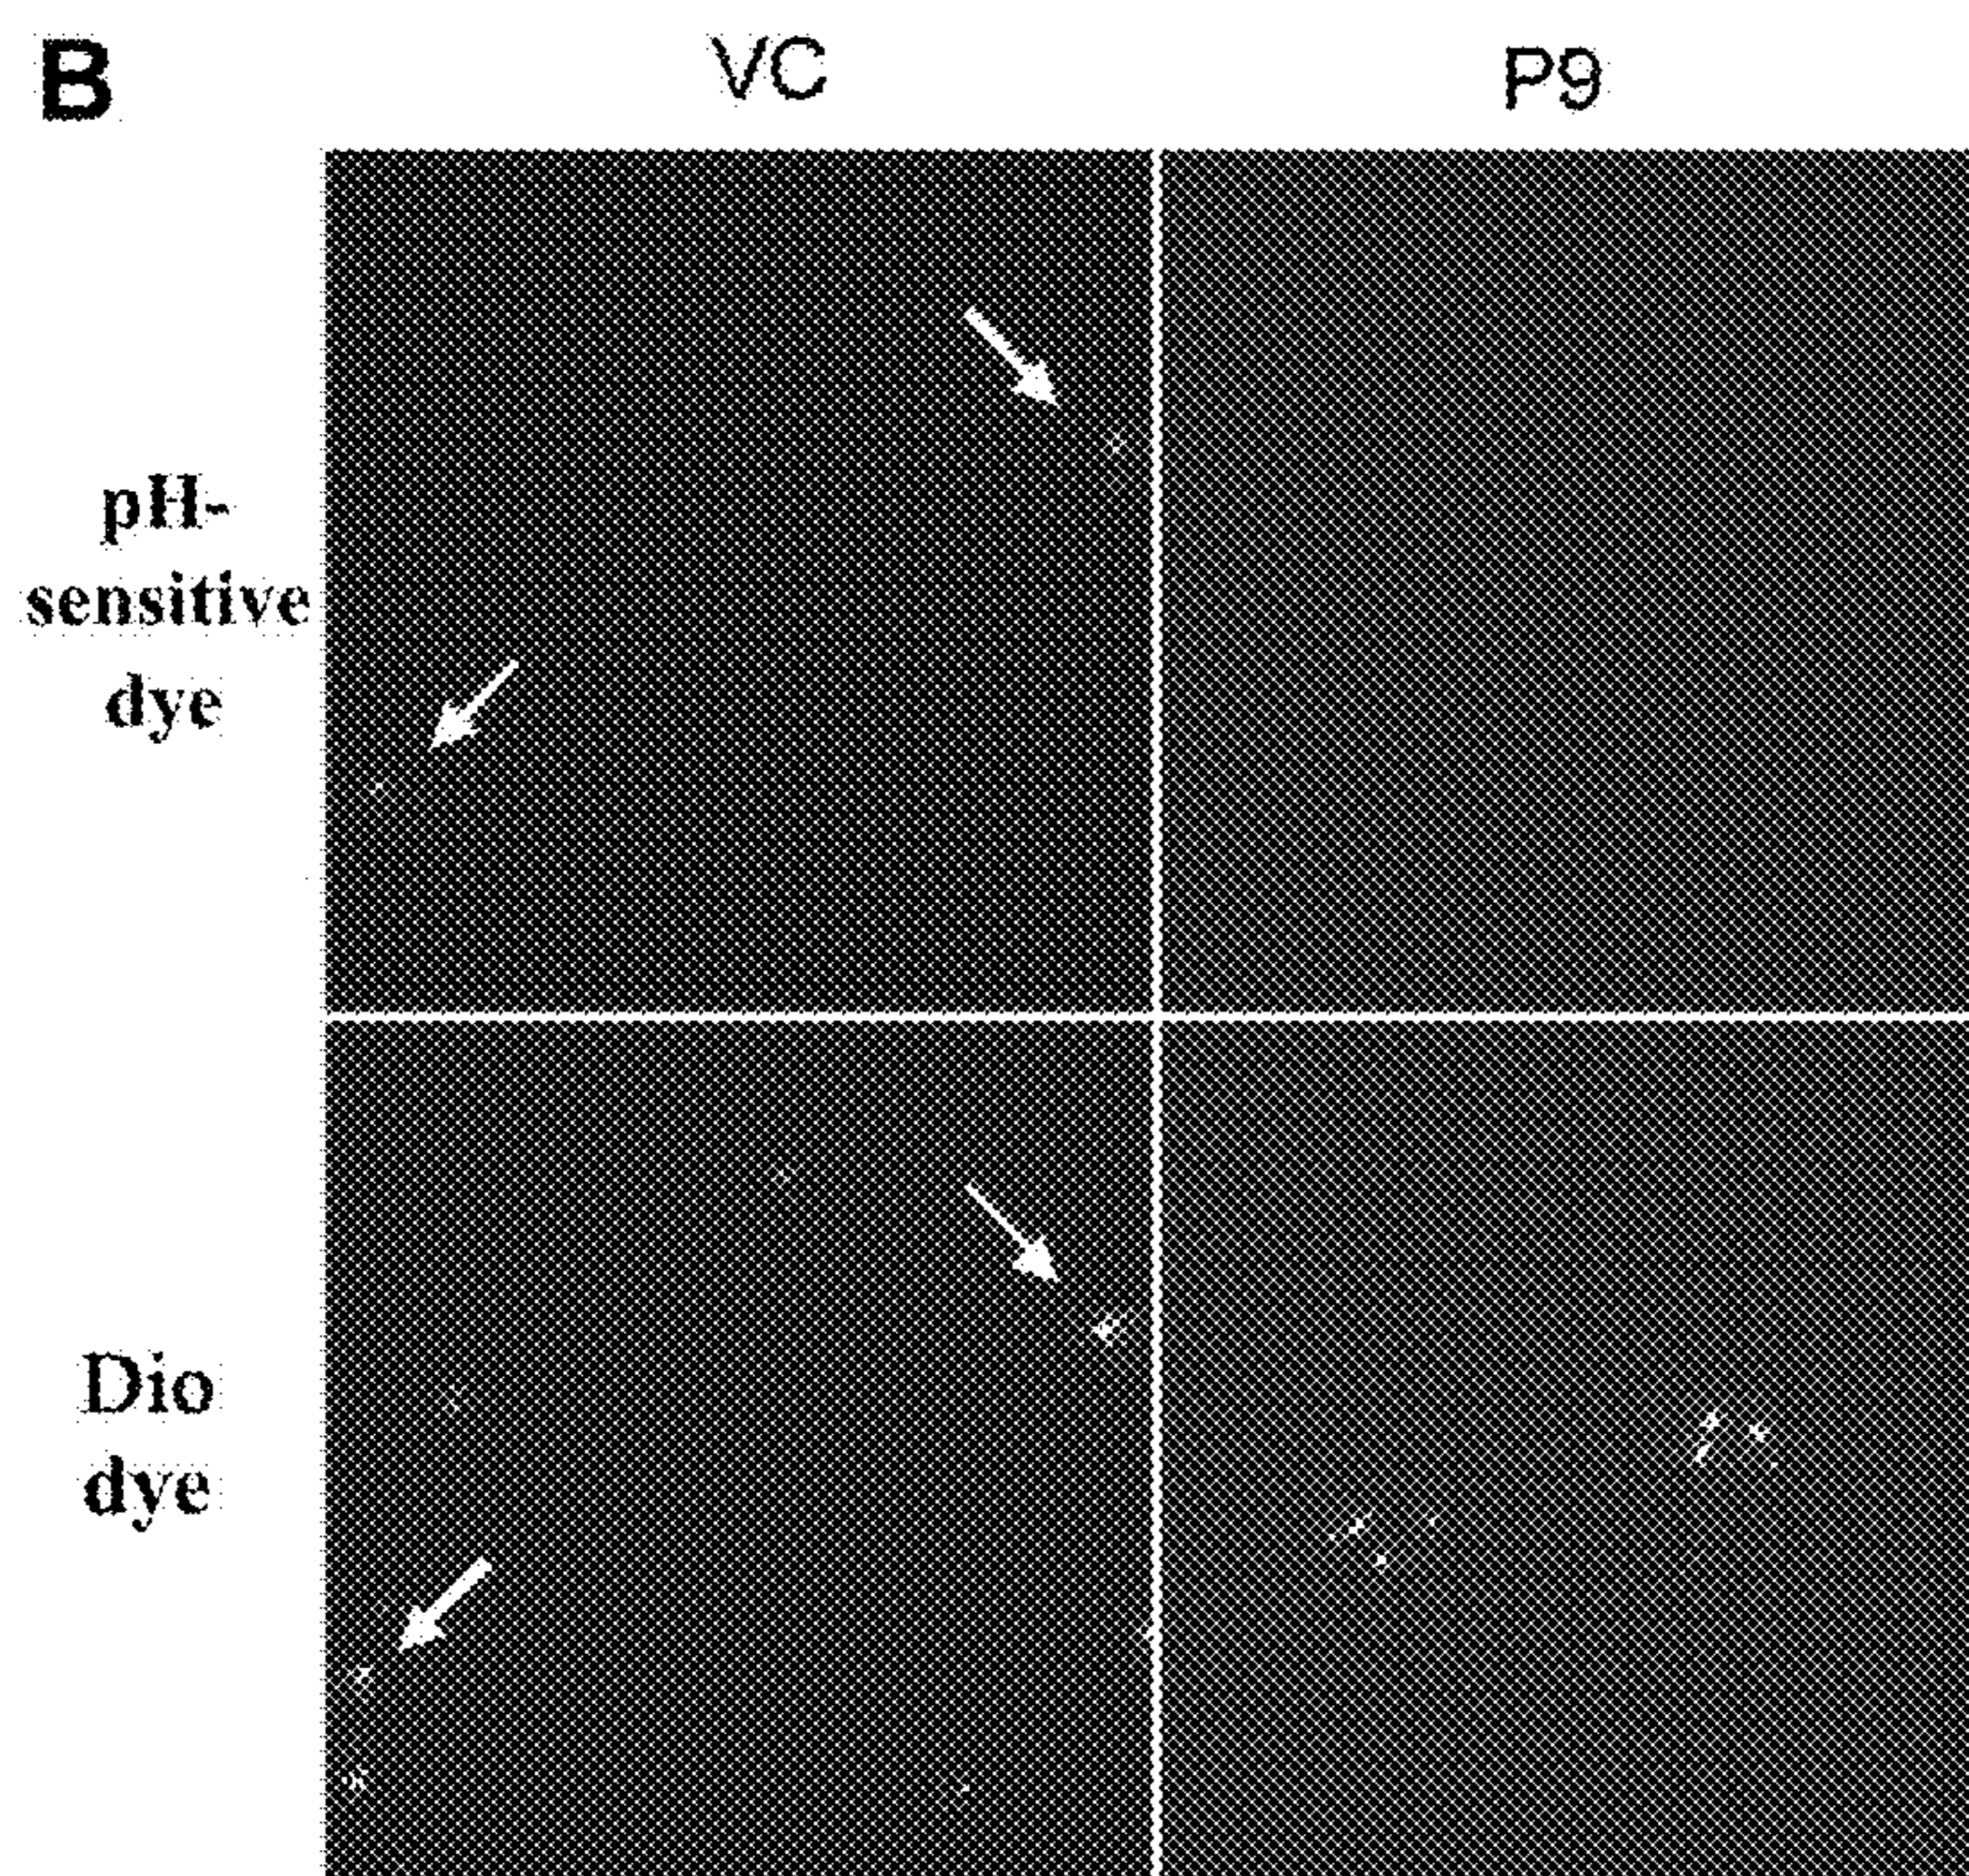 B
VC
P9
pH-
sensitive
dye
Dio
dye